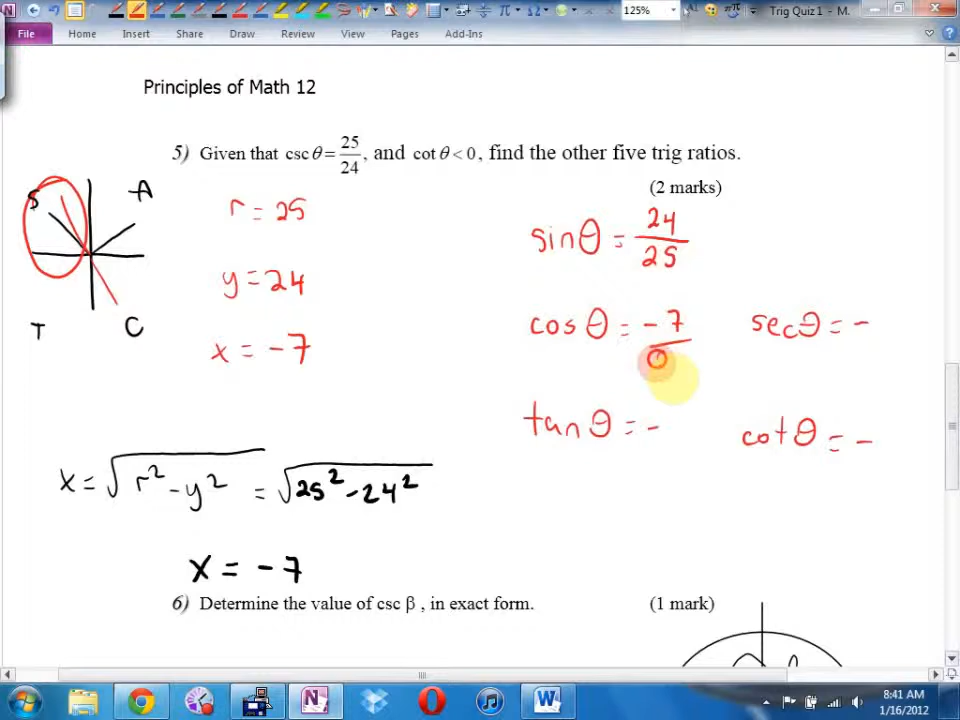 125%
Trig Quiz 1 - M.
File Home Insert Share Draw Review View Pages Add-Ins
Principles of Math 12
5) Given that csc θ = 25/24, and cot θ < 0, find the other five trig ratios.
(2 marks)
S A
T C
r = 25
y = 24
x = -7
sin θ = 24/25
cos θ = -7/
sec θ = -
tan θ = -
cot θ = -
x = √r² - y² = √25² - 24²
x = -7
6) Determine the value of csc β , in exact form. (1 mark)
8:41 AM
1/16/2012